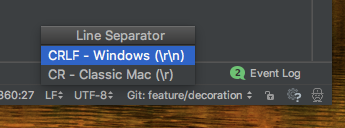 Line Separator
CRLF - Windows (\r\n)
CR - Classic Mac (\r)
2 Event Log
360:27 LF÷ UTF-8÷ Git: feature/decoration ÷